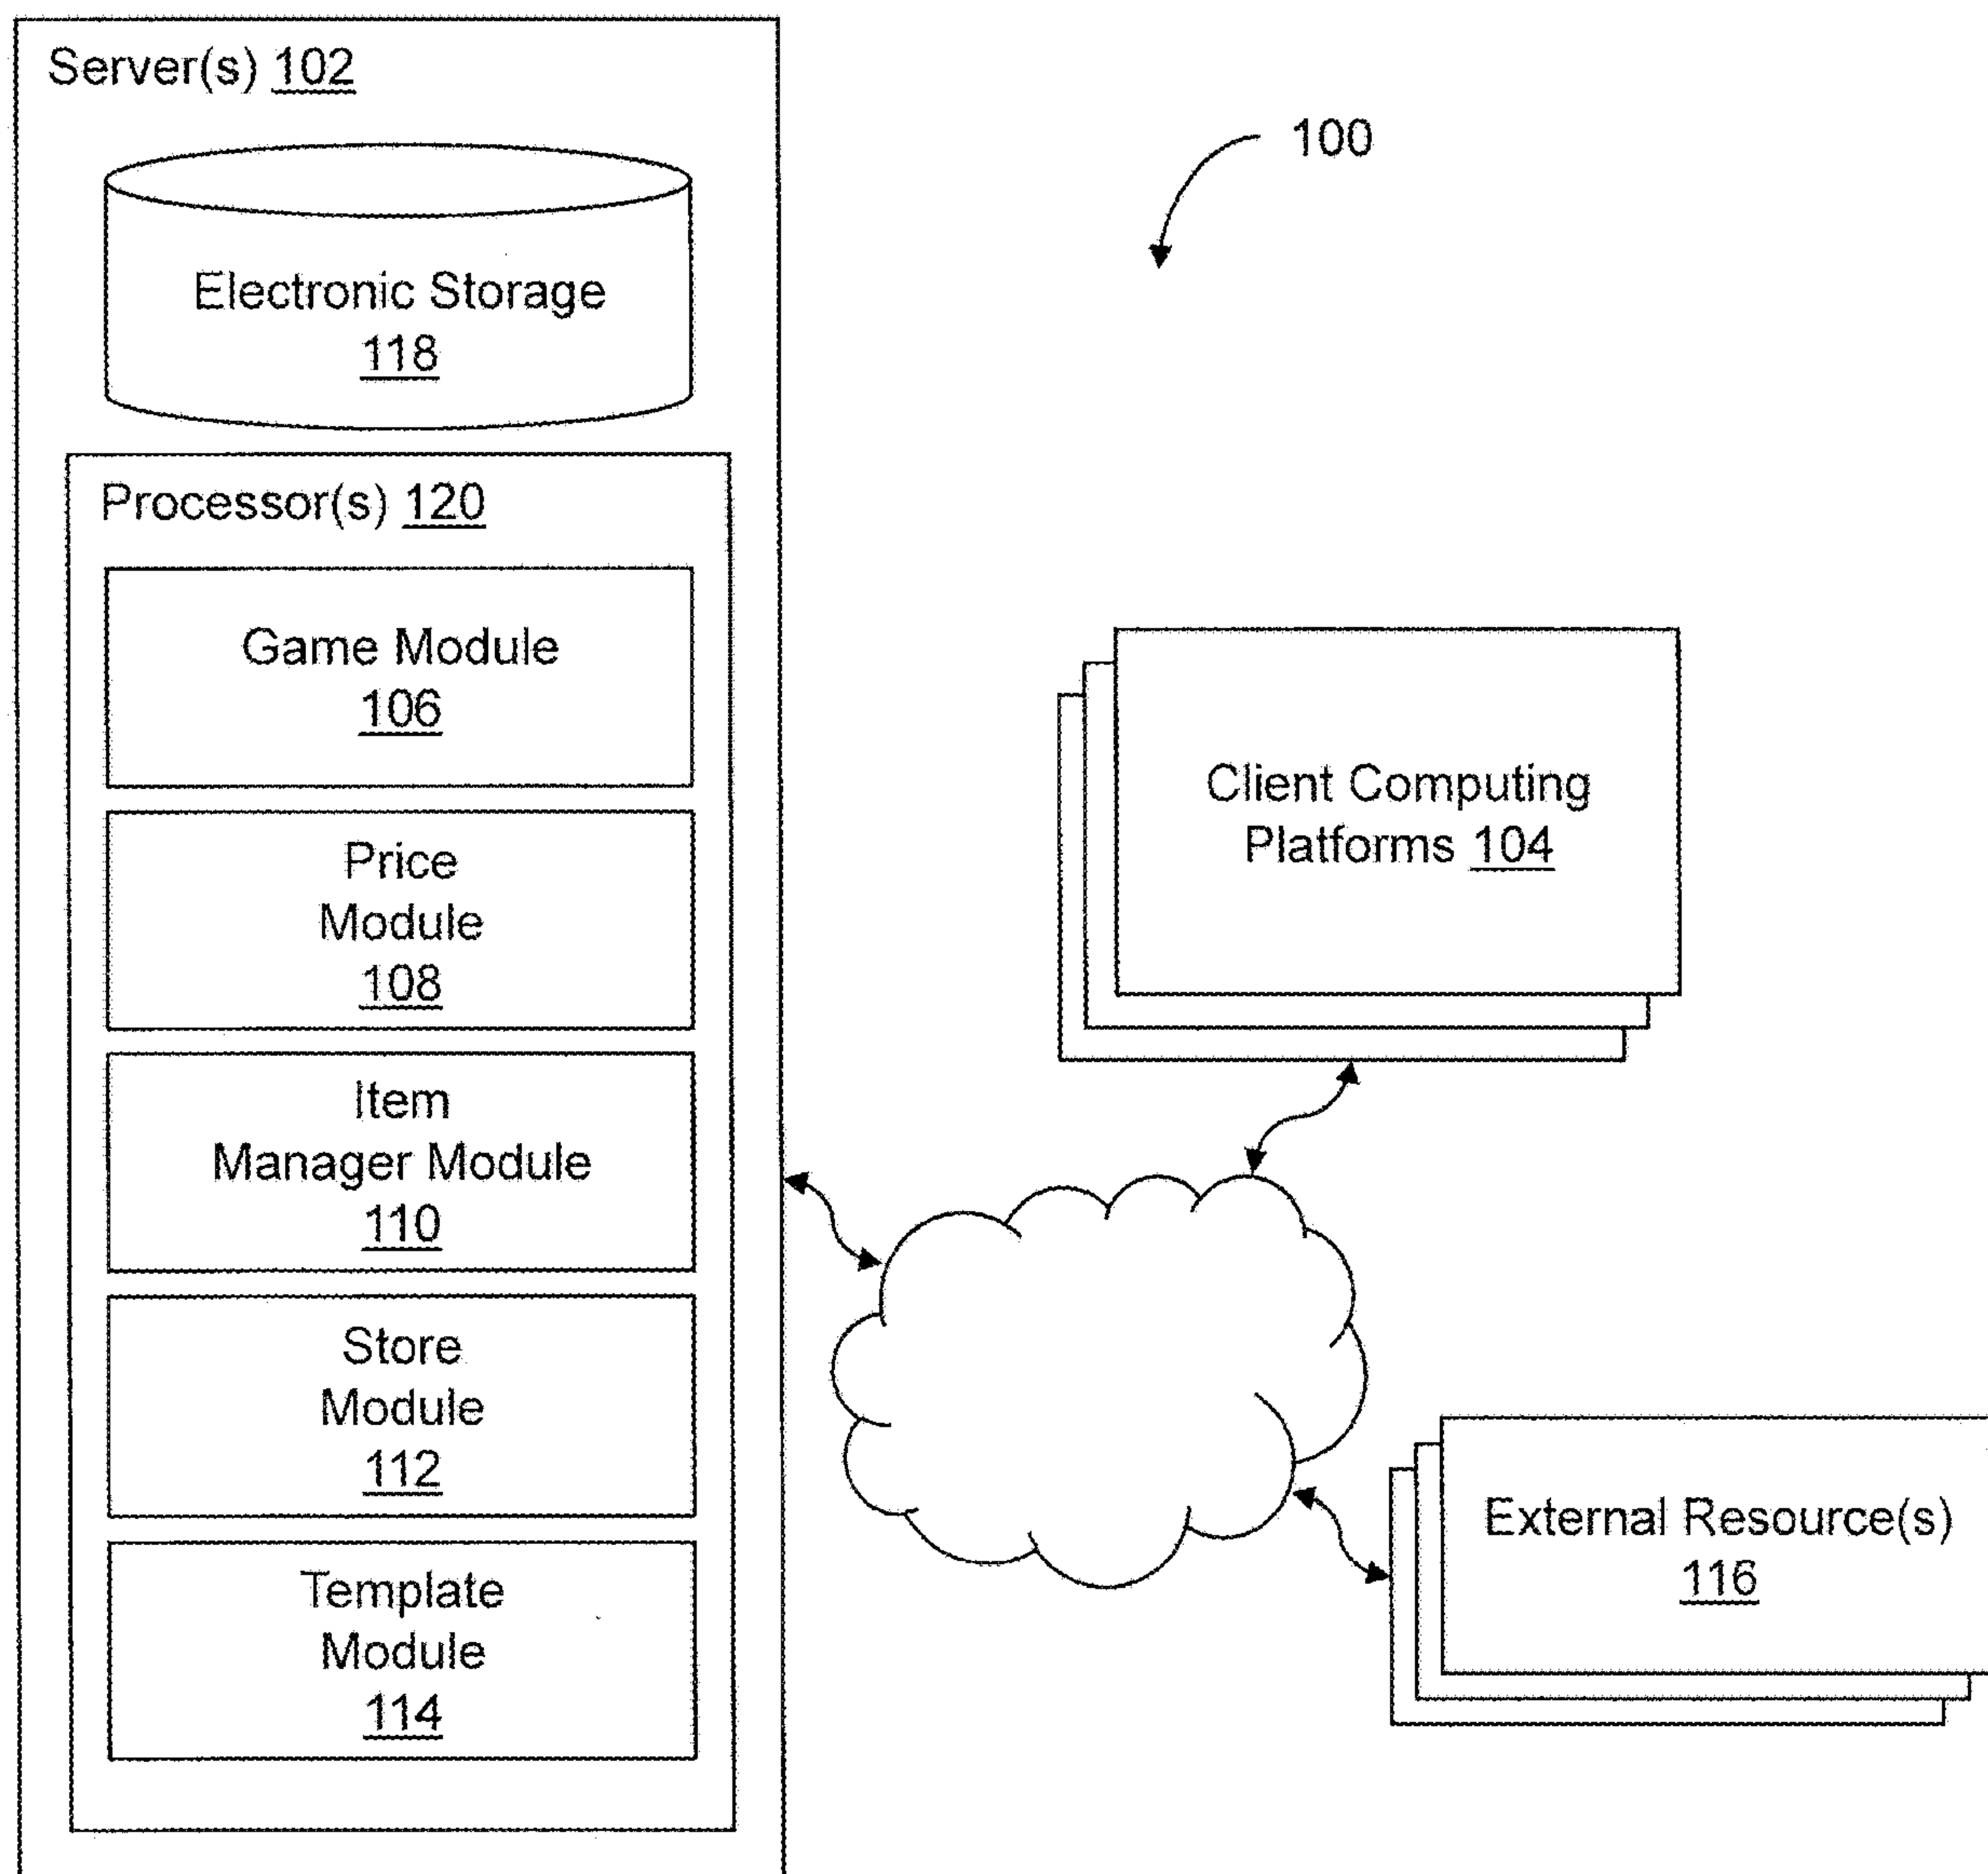 Server(s) 102
100
Electronic Storage
118
Processor(s) 120
Game Module
106
Price
Module
108
Item
Manager Module
110
Store
Module
112
Template
Module
114
Client Computing
Platforms 104
External Resource(s)
116